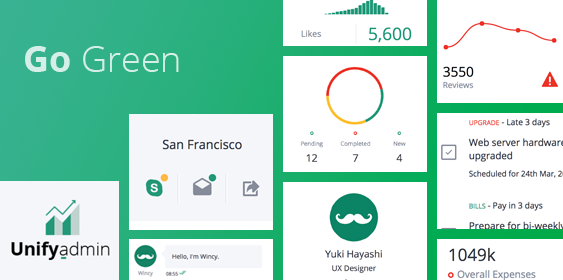 Go Green
Likes 5,600
3550
Reviews
Pending Completed New
12 7 4
San Francisco
UPGRADE - Late 3 days
Web server hardware
upgraded
Scheduled for 24th Mar, 2
BILLS - Pay in 3 days
Prepare for bi-weekly
Unifyadmin
Hello, I'm Wincy.
Wincy 08:55
Yuki Hayashi
UX Designer
1049k
Overall Expenses